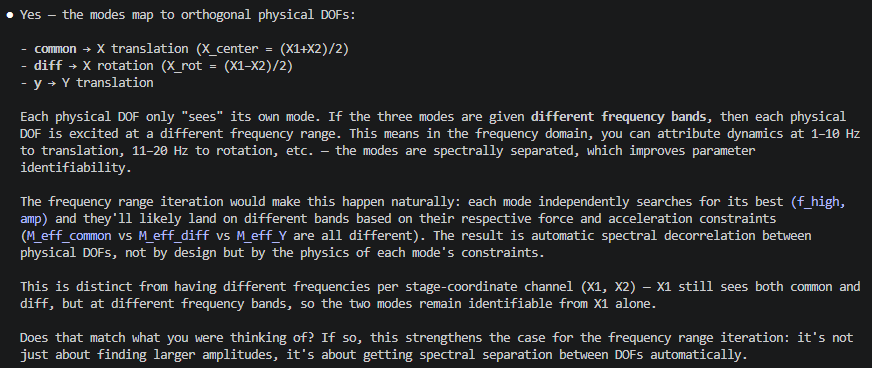 ● Yes — the modes map to orthogonal physical DOFs:
- common → X translation (X_center = (X1+X2)/2)
- diff → X rotation (X_rot = (X1-X2)/2)
- y → Y translation
Each physical DOF only "sees" its own mode. If the three modes are given different frequency bands, then each physical
DOF is excited at a different frequency range. This means in the frequency domain, you can attribute dynamics at 1–10 Hz
to translation, 11–20 Hz to rotation, etc. — the modes are spectrally separated, which improves parameter
identifiability.
The frequency range iteration would make this happen naturally: each mode independently searches for its best (f_high,
amp) and they'll likely land on different bands based on their respective force and acceleration constraints
(M_eff_common vs M_eff_diff vs M_eff_Y are all different). The result is automatic spectral decorrelation between
physical DOFs, not by design but by the physics of each mode's constraints.
This is distinct from having different frequencies per stage-coordinate channel (X1, X2) — X1 still sees both common and
diff, but at different frequency bands, so the two modes remain identifiable from X1 alone.
Does that match what you were thinking of? If so, this strengthens the case for the frequency range iteration: it's not
just about finding larger amplitudes, it's about getting spectral separation between DOFs automatically.